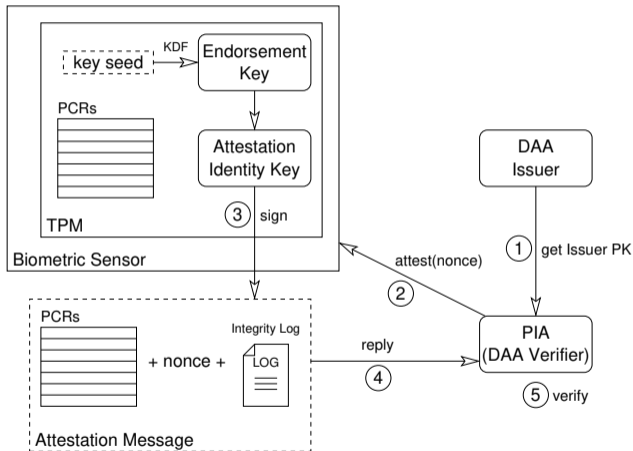 key seed
KDF
Endorsement
Key
PCRs
Attestation
Identity Key
3 sign
TPM
Biometric Sensor
DAA
Issuer
1 get Issuer PK
attest(nonce)
2
PIA
(DAA Verifier)
5 verify
PCRs
+ nonce +
Integrity Log
LOG
reply
4
Attestation Message